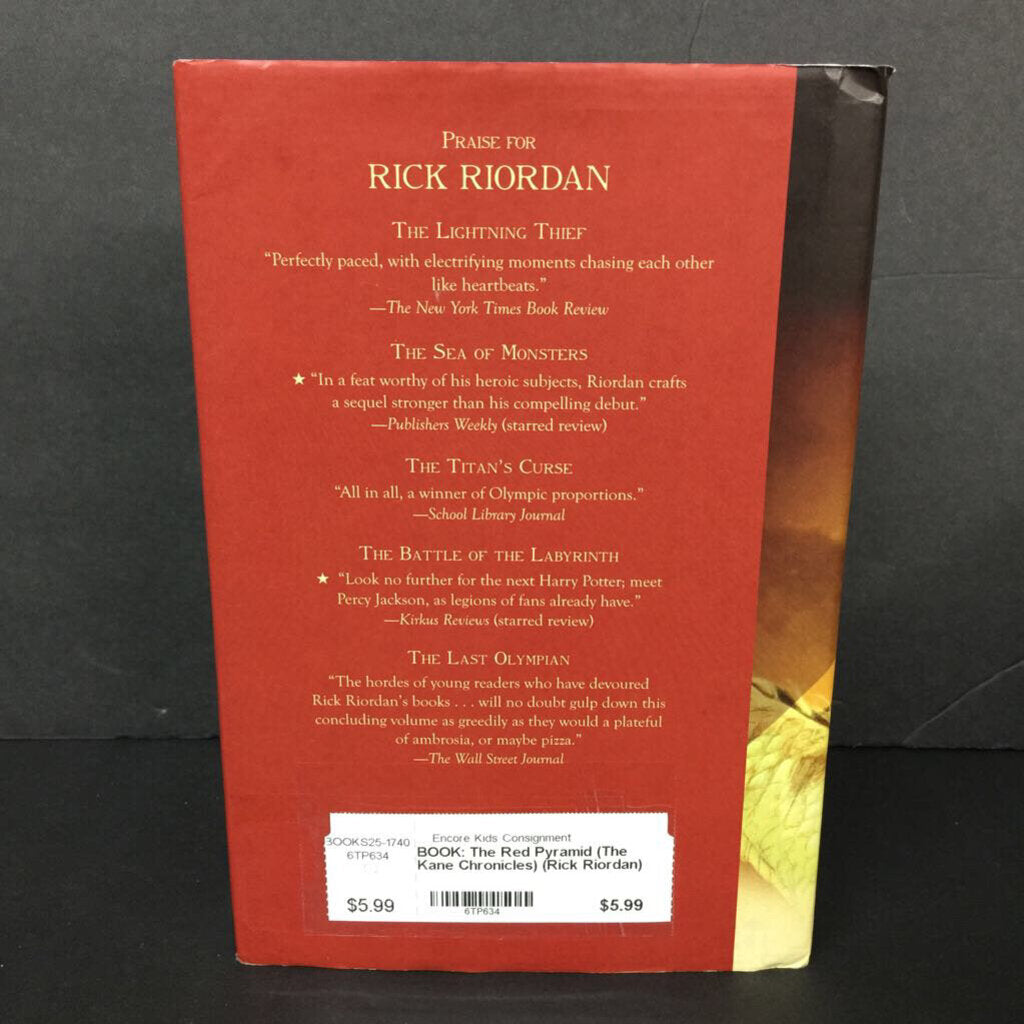 PRAISE FOR
RICK RIORDAN
THE LIGHTNING THIEF
“Perfectly paced, with electrifying moments chasing each other
like heartbeats.”
—The New York Times Book Review
THE SEA OF MONSTERS
★ “In a feat worthy of his heroic subjects, Riordan crafts
a sequel stronger than his compelling debut.”
—Publishers Weekly (starred review)
THE TITAN’S CURSE
“All in all, a winner of Olympic proportions.”
—School Library Journal
THE BATTLE OF THE LABYRINTH
★ “Look no further for the next Harry Potter; meet
Percy Jackson, as legions of fans already have.”
—Kirkus Reviews (starred review)
THE LAST OLYMPIAN
“The hordes of young readers who have devoured
Rick Riordan’s books . . . will no doubt gulp down this
concluding volume as greedily as they would a plateful
of ambrosia, or maybe pizza.”
—The Wall Street Journal
BOOKS25-1740
6TP634
$5.99
Encore Kids Consignment
BOOK: The Red Pyramid (The
Kane Chronicles) (Rick Riordan)
6TP634
$5.99